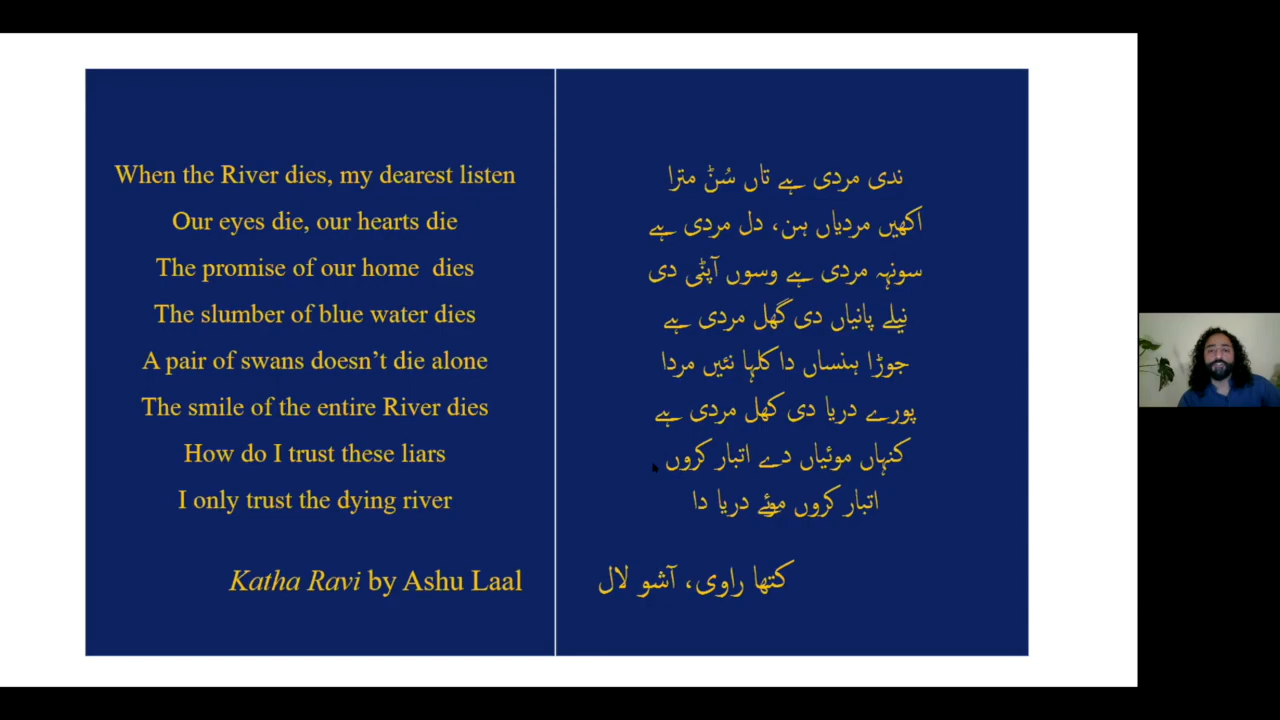 When the River dies, my dearest listen
Our eyes die, our hearts die
The promise of our home dies
The slumber of blue water dies
A pair of swans doesn’t die alone
The smile of the entire River dies
How do I trust these liars
I only trust the dying river
Katha Ravi by Ashu Laal
ندی مردی ہے تاں سُݨ مترا
اکھیں مردیاں ہن، دل مردی ہے
سونہہ مردی ہے وسوں آپݨی دی
نیلے پانیاں دی گھل مردی ہے
جوڑا ہنساں دا کلہا نئیں مردا
پورے دریا دی کھل مردی ہے
کنہاں موئیاں دے اتبار کروں
اتبار کروں موئے دریا دا
کتھا راوی، آشو لال